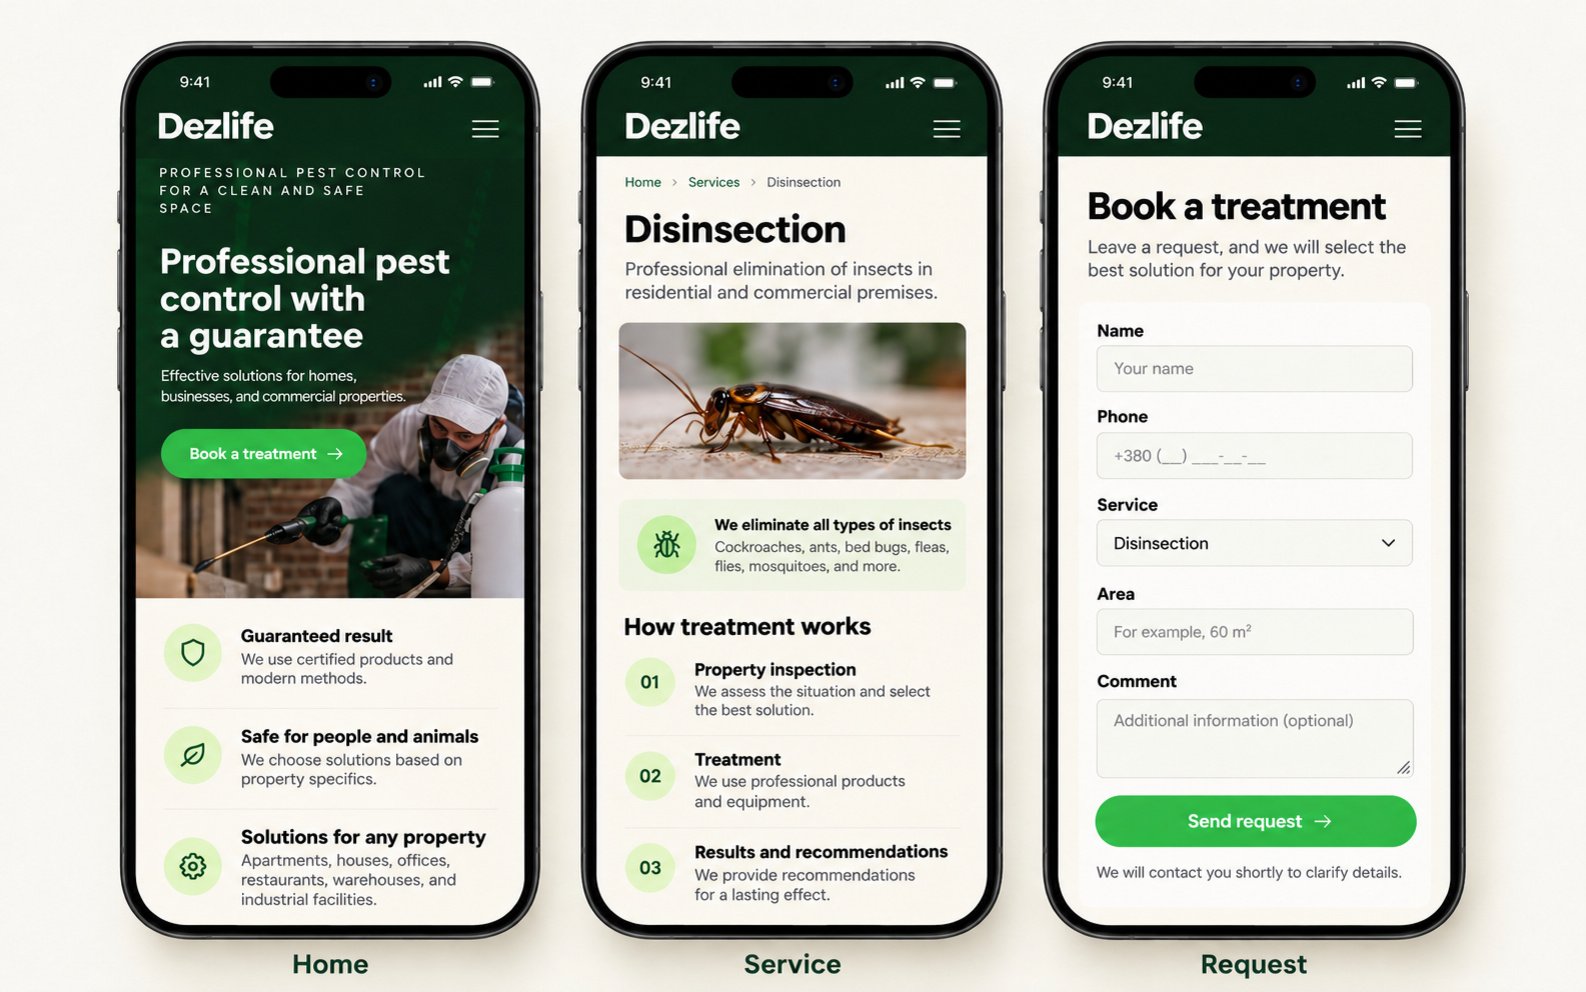 9:41
Dezlife
PROFESSIONAL PEST CONTROL
FOR A CLEAN AND SAFE
SPACE
Professional pest
control with
a guarantee
Effective solutions for homes,
businesses, and commercial properties.
Book a treatment →
Guaranteed result
We use certified products and
modern methods.
Safe for people and animals
We choose solutions based on
property specifics.
Solutions for any property
Apartments, houses, offices,
restaurants, warehouses, and
industrial facilities.
Home
9:41
Dezlife
Home > Services > Disinsection
Disinsection
Professional elimination of insects in
residential and commercial premises.
We eliminate all types of insects
Cockroaches, ants, bed bugs, fleas,
flies, mosquitoes, and more.
How treatment works
01
Property inspection
We assess the situation and select
the best solution.
02
Treatment
We use professional products
and equipment.
03
Results and recommendations
We provide recommendations
for a lasting effect.
Service
9:41
Dezlife
Book a treatment
Leave a request, and we will select the
best solution for your property.
Name
Your name
Phone
+380 (__) ___-__-__
Service
Disinsection
Area
For example, 60 m²
Comment
Additional information (optional)
Send request →
We will contact you shortly to clarify details.
Request